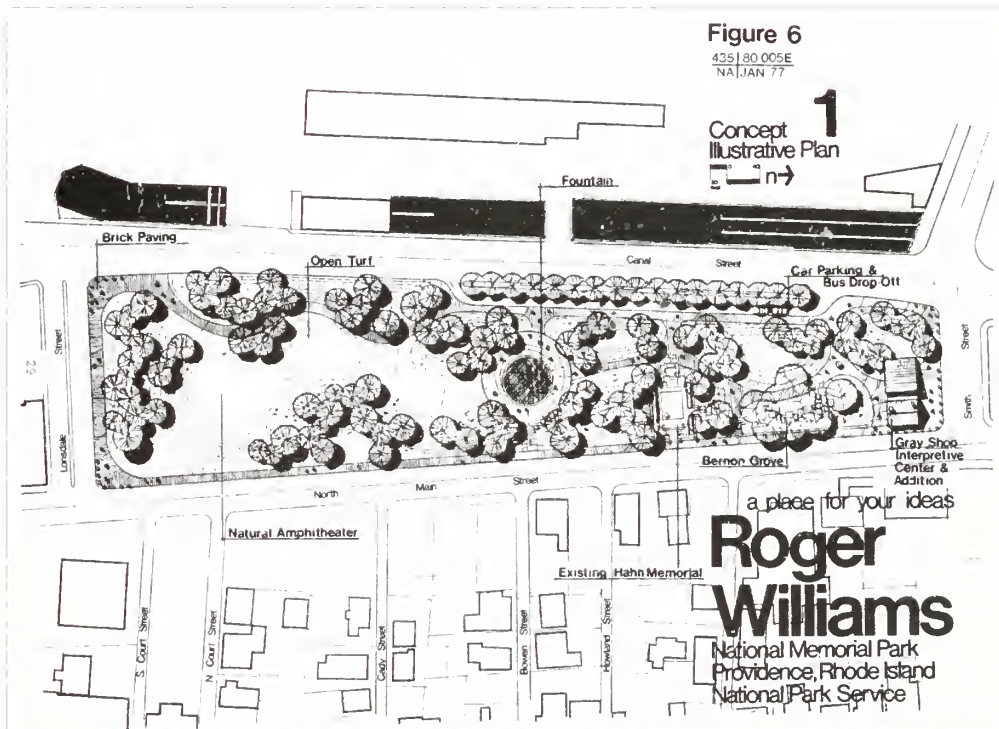 Figure 6
435|80 005E
NA|JAN 77
1
Concept
Illustrative Plan
n→
Fountain
Brick Paving
Open Turf
Canal Street
Car Parking &
Bus Drop-Off
Lonsdale Street
Smith Street
Gray Shop
Interpretive
Center &
Addition
Bernon Grove
North Main Street
Natural Amphitheater
Existing Hahn Memorial
S. Court Street
N. Court Street
Cady Street
Bowen Street
Howland Street
a place for your ideas
Roger
Williams
National Memorial Park
Providence, Rhode Island
National Park Service